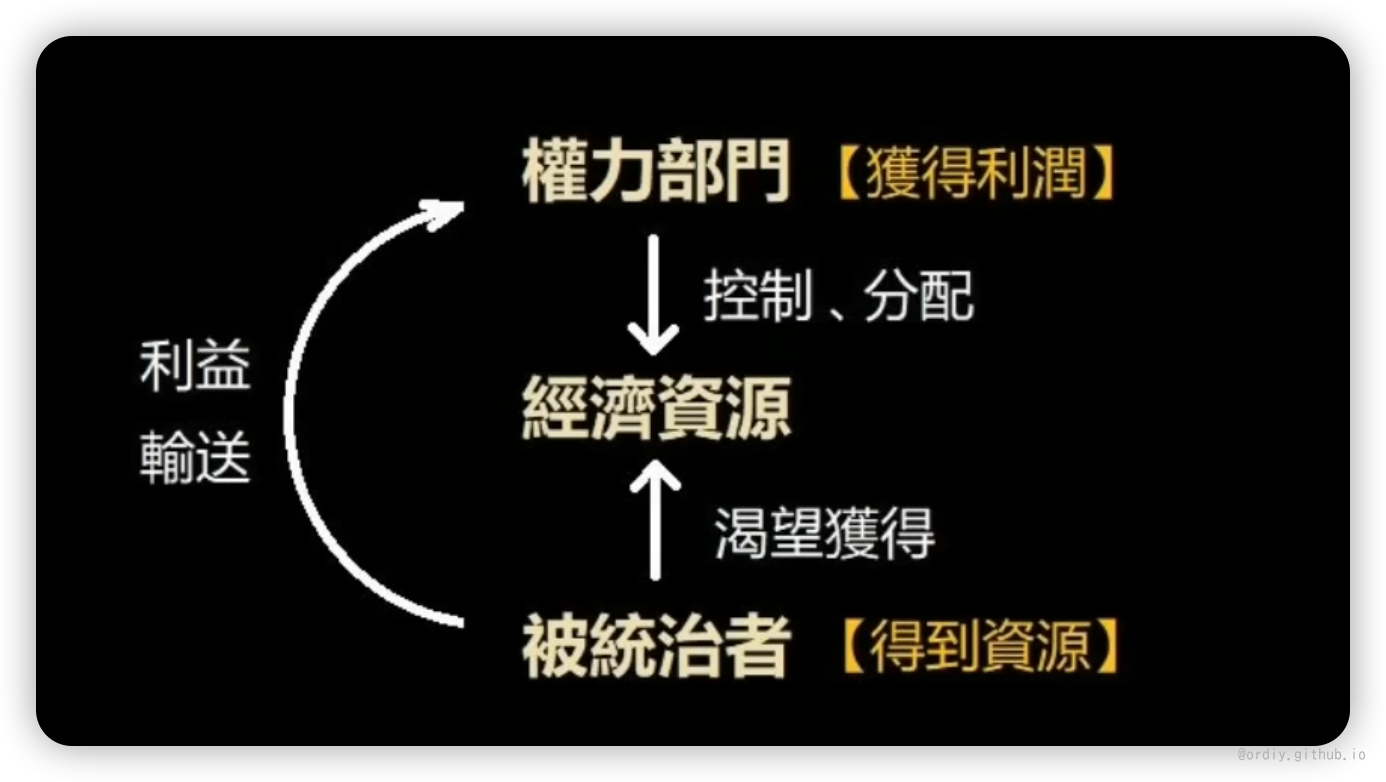 權力部門【獲得利潤】
控制、分配
利益
輸送
經濟資源
渴望獲得
被統治者【得到資源】
@ordiy.github.io